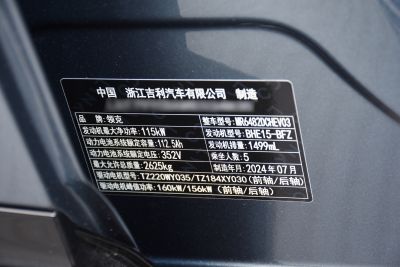 中国 浙江吉利汽车有限公司 制造
品 牌：领克 整车型号：MR6482DCHEV03
发动机最大净功率：115kW 发动机型号：BHE15-BFZ
动力电池系统额定容量：112.5Ah 发动机排量：1499mL
动力电池系统额定电压：352V 乘坐人数：5
最大允许总质量：2625kg 制造年月：2024年07月
驱动电机型号：TZ220WY035/TZ184XY030(前轴/后轴)
驱动电机峰值功率：160kW/156kW (前轴/后轴)